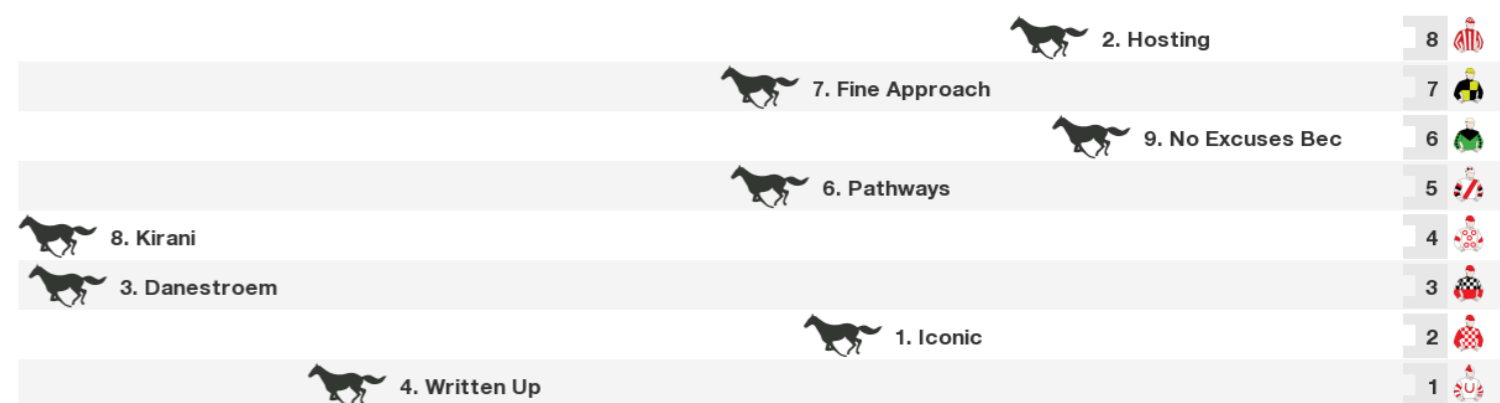 2. Hosting 8
7. Fine Approach 7
9. No Excuses Bec 6
6. Pathways 5
8. Kirani 4
3. Danestroem 3
1. Iconic 2
4. Written Up 1
U